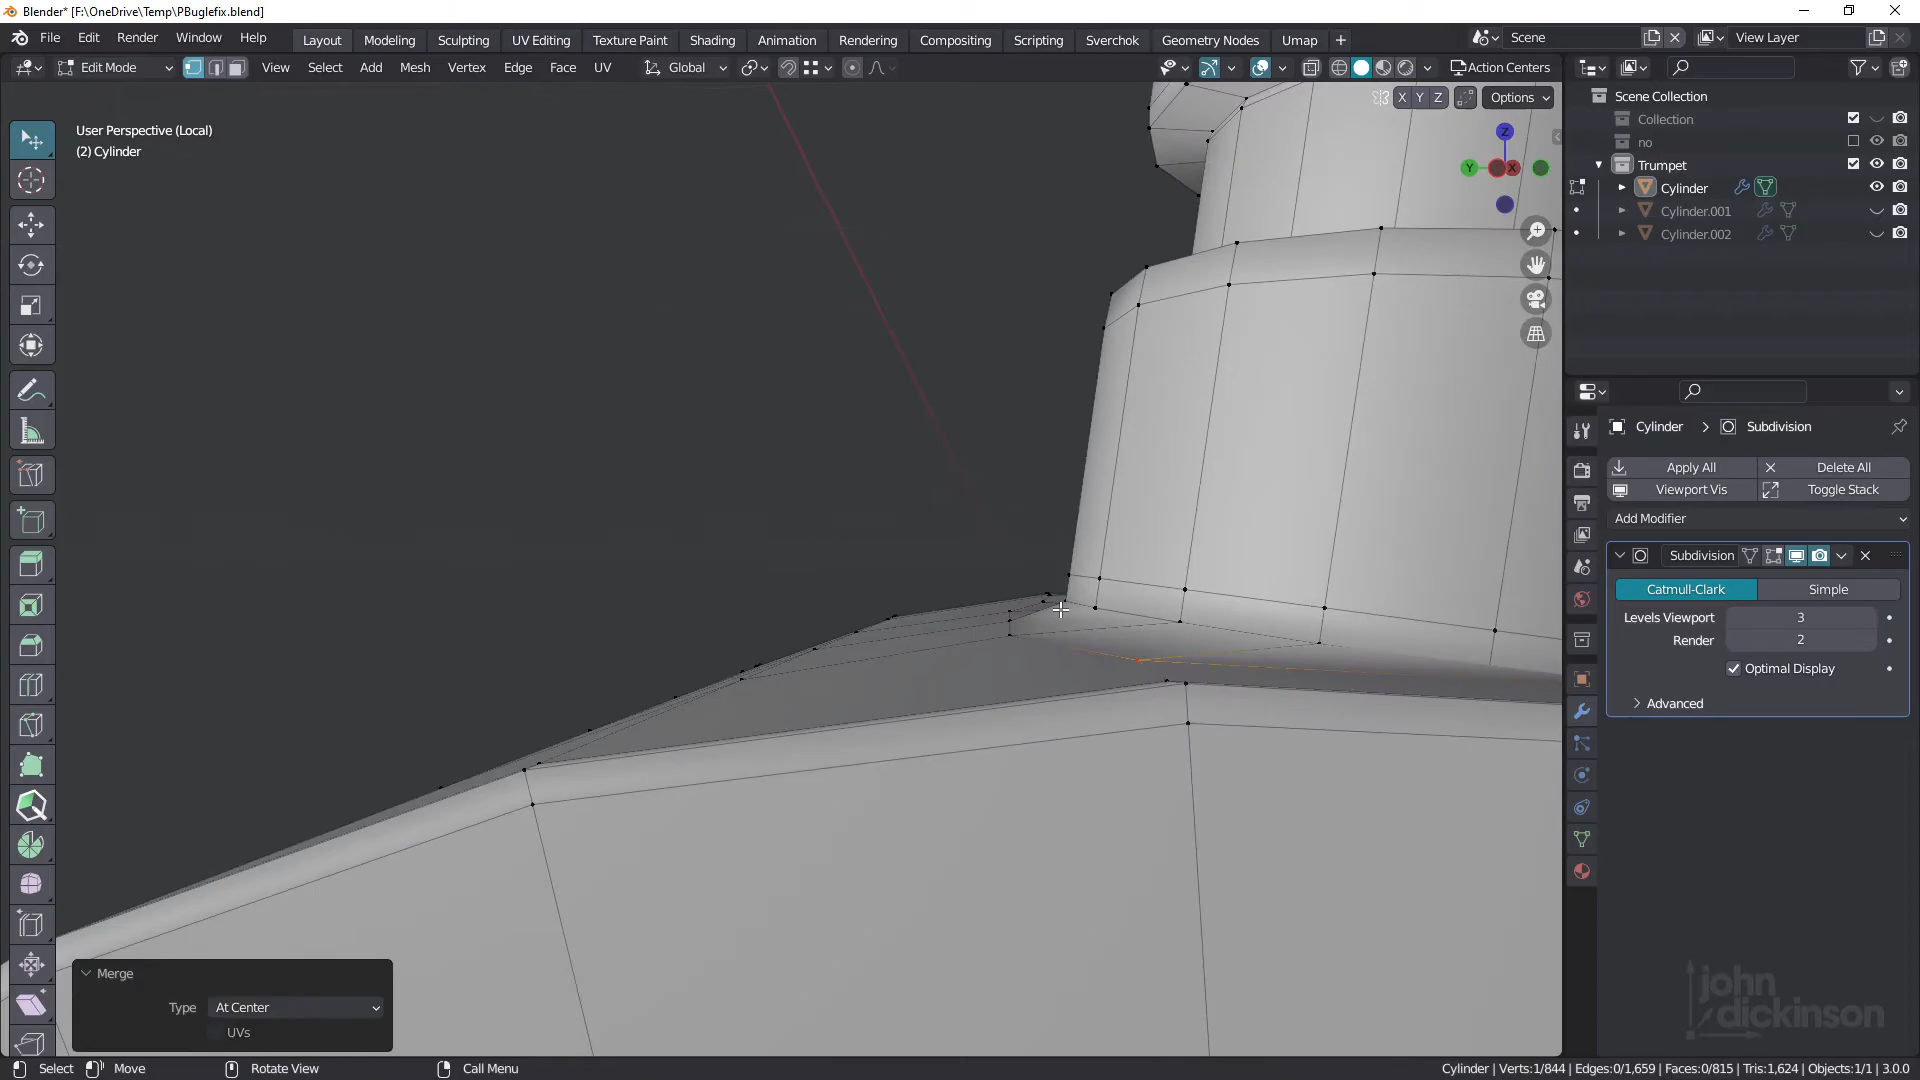 Blender* [F:\OneDrive\Temp\PBuglefix.blend]
File Edit Render Window Help Layout Modeling Sculpting UV Editing Texture Paint Shading Animation Rendering Compositing Scripting Sverchok Geometry Nodes Umap + Scene View Layer
Edit Mode View Select Add Mesh Vertex Edge Face UV Global Action Centers
X Y Z Options
User Perspective (Local)
(2) Cylinder
Z
Y X
Scene Collection
Collection
no
Trumpet
Cylinder
Cylinder.001
Cylinder.002
Cylinder > Subdivision
Apply All Delete All
Viewport Vis Toggle Stack
Add Modifier
Subdivision
Catmull-Clark Simple
Levels Viewport 3
Render 2
Optimal Display
Advanced
Merge
Type At Center
UVs
john
dickinson
Select Move Rotate View Call Menu Cylinder | Verts:1/844 | Edges:0/1,659 | Faces:0/815 | Tris:1,624 | Objects:1/1 | 3.0.0